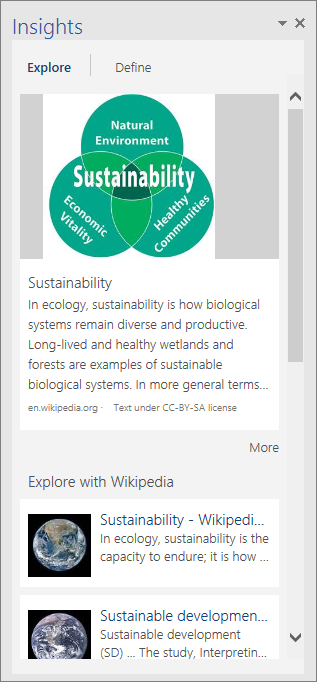 Insights
Explore Define
Natural
Environment
Sustainability
Economic
Vitality
Healthy
Communities
Sustainability
In ecology, sustainability is how biological
systems remain diverse and productive.
Long-lived and healthy wetlands and
forests are examples of sustainable
biological systems. In more general terms...
en.wikipedia.org · Text under CC-BY-SA license
More
Explore with Wikipedia
Sustainability - Wikipedi...
In ecology, sustainability is the
capacity to endure; it is how ...
Sustainable developmen...
Sustainable development
(SD) ... The study, Interpretin...